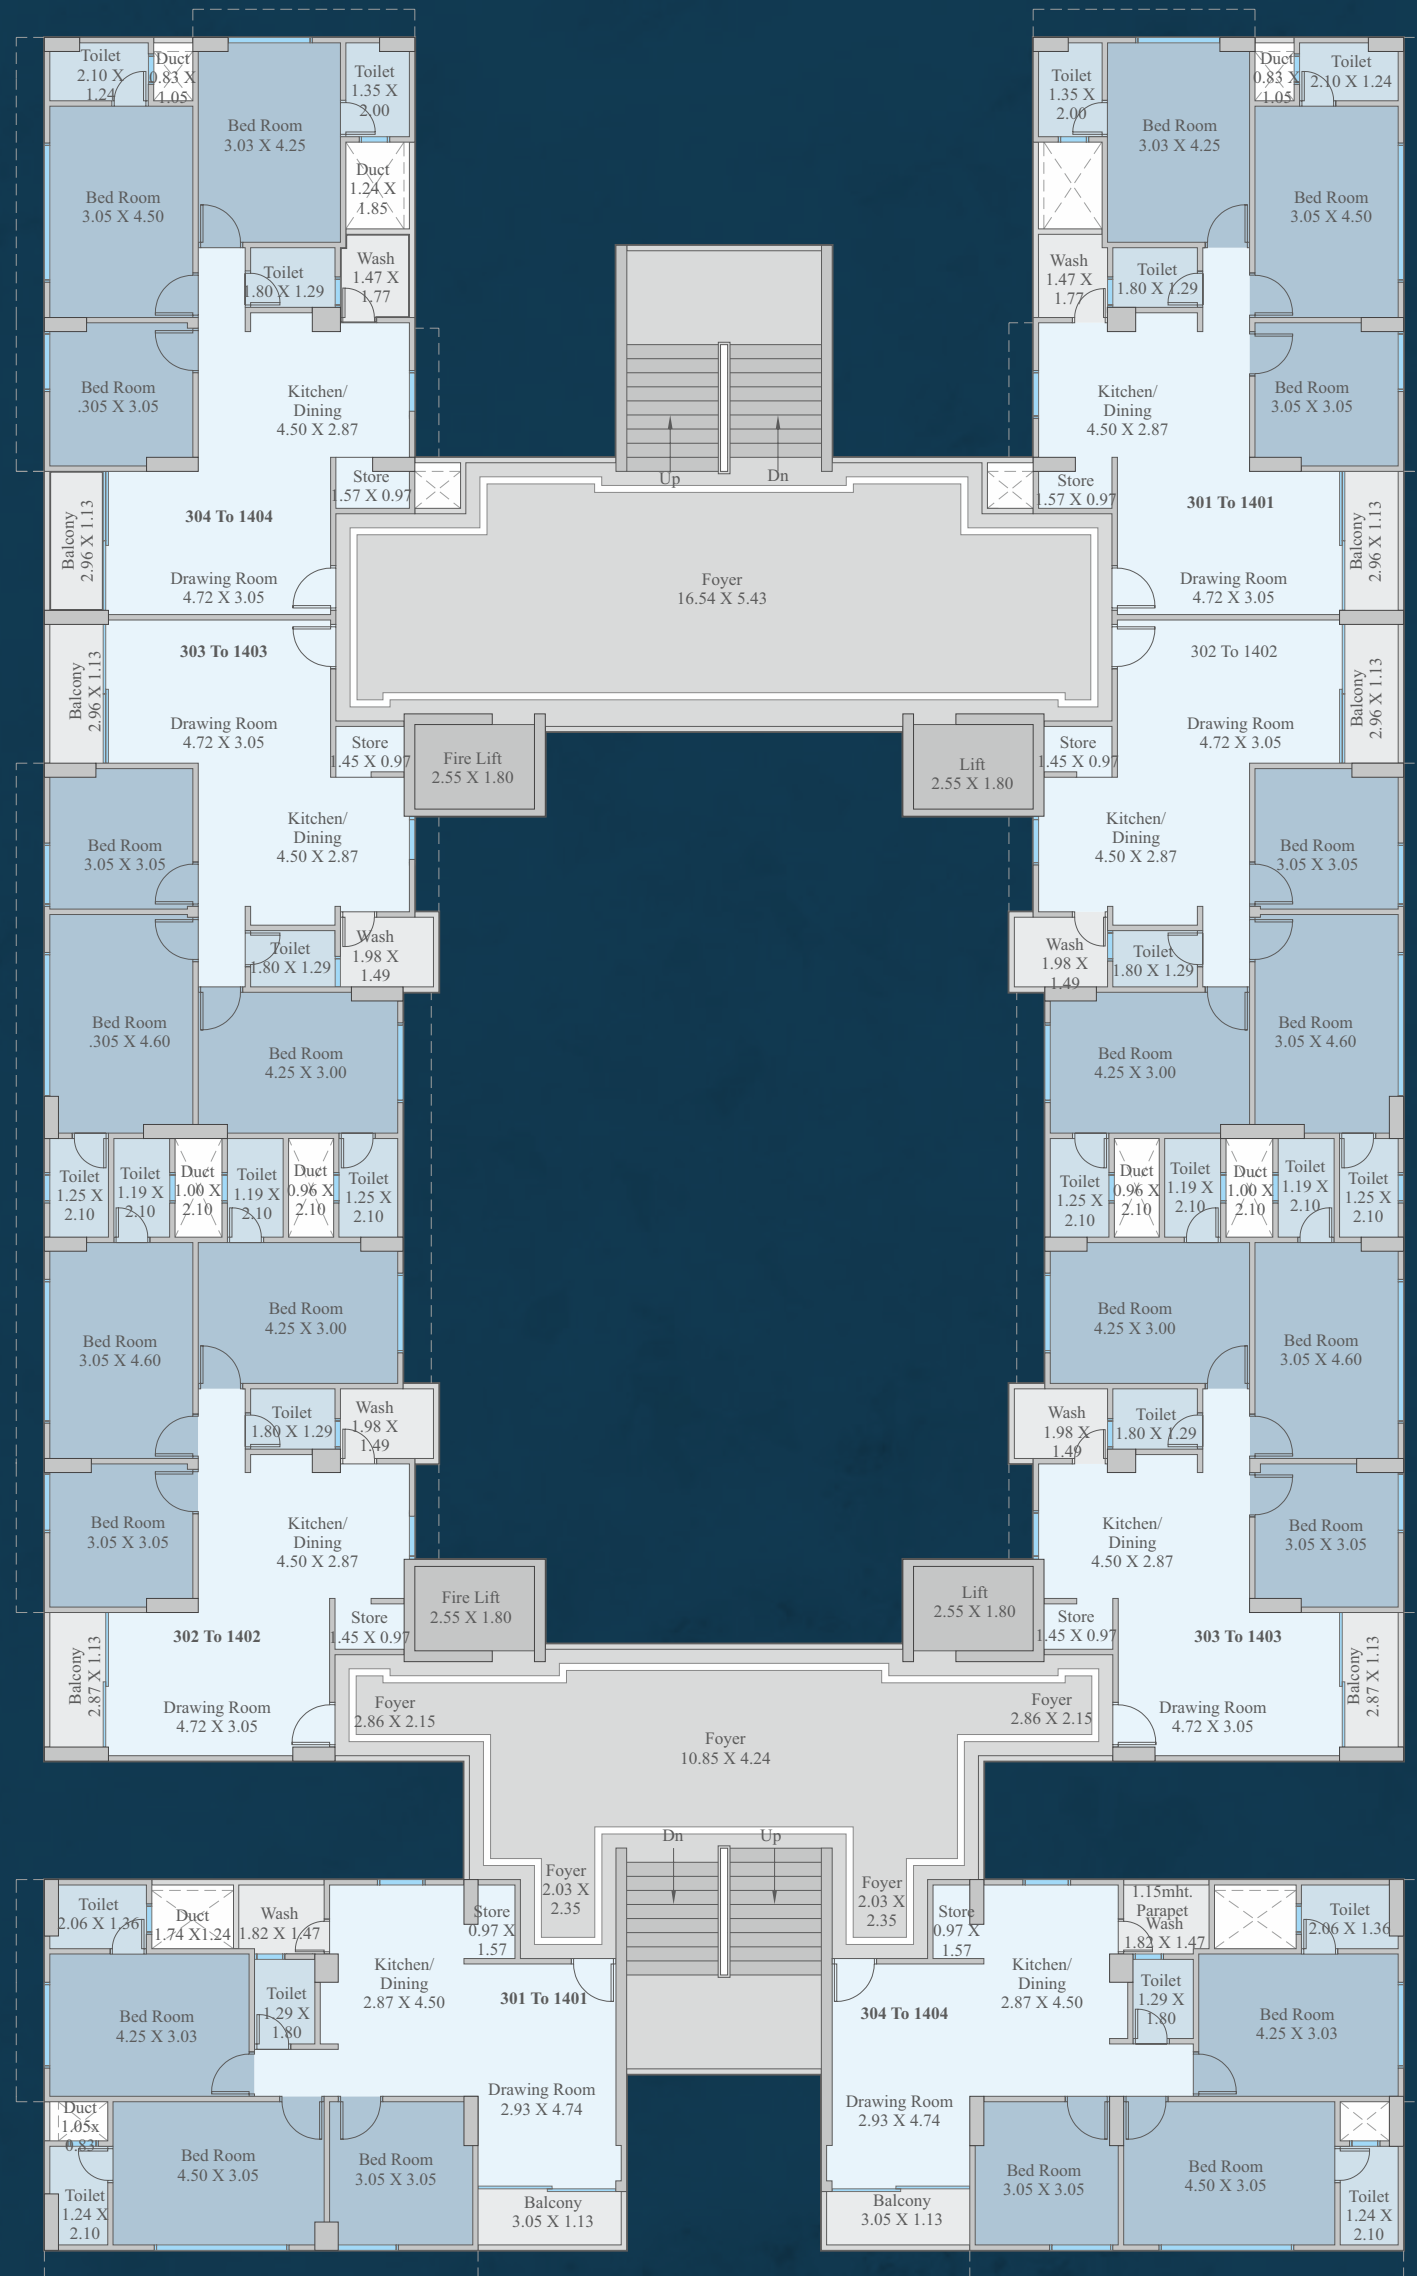 Toilet
2.10 X
1.24
Duct
0.83 X
1.05
Toilet
1.35 X
2.00
Bed Room
3.03 X 4.25
Duct
1.24 X
1.85
Bed Room
3.05 X 4.50
Wash
1.47 X
1.77
Toilet
1.80 X 1.29
Bed Room
.305 X 3.05
Kitchen/
Dining
4.50 X 2.87
Store
1.57 X 0.97
304 To 1404
Balcony
2.96 X 1.13
Drawing Room
4.72 X 3.05
Toilet
1.35 X
2.00
Duct
0.83 X
1.05
Toilet
2.10 X 1.24
Bed Room
3.03 X 4.25
Bed Room
3.05 X 4.50
Wash
1.47 X
1.77
Toilet
1.80 X 1.29
Kitchen/
Dining
4.50 X 2.87
Bed Room
3.05 X 3.05
Store
1.57 X 0.97
301 To 1401
Balcony
2.96 X 1.13
Drawing Room
4.72 X 3.05
Up
Dn
Foyer
16.54 X 5.43
303 To 1403
Balcony
2.96 X 1.13
Drawing Room
4.72 X 3.05
Store
1.45 X 0.97
Fire Lift
2.55 X 1.80
Bed Room
3.05 X 3.05
Kitchen/
Dining
4.50 X 2.87
Toilet
1.80 X 1.29
Wash
1.98 X
1.49
Bed Room
.305 X 4.60
Bed Room
4.25 X 3.00
Toilet
1.25 X
2.10
Toilet
1.19 X
2.10
Duct
1.00 X
2.10
Toilet
1.19 X
2.10
Duct
0.96 X
2.10
Toilet
1.25 X
2.10
302 To 1402
Balcony
2.96 X 1.13
Drawing Room
4.72 X 3.05
Lift
2.55 X 1.80
Store
1.45 X 0.97
Kitchen/
Dining
4.50 X 2.87
Bed Room
3.05 X 3.05
Wash
1.98 X
1.49
Toilet
1.80 X 1.29
Bed Room
4.25 X 3.00
Bed Room
3.05 X 4.60
Toilet
1.25 X
2.10
Duct
0.96 X
2.10
Toilet
1.19 X
2.10
Duct
1.00 X
2.10
Toilet
1.19 X
2.10
Toilet
1.25 X
2.10
Bed Room
3.05 X 4.60
Bed Room
4.25 X 3.00
Toilet
1.80 X 1.29
Wash
1.98 X
1.49
Bed Room
3.05 X 3.05
Kitchen/
Dining
4.50 X 2.87
Fire Lift
2.55 X 1.80
Store
1.45 X 0.97
302 To 1402
Balcony
2.87 X 1.13
Drawing Room
4.72 X 3.05
Bed Room
4.25 X 3.00
Bed Room
3.05 X 4.60
Wash
1.98 X
1.49
Toilet
1.80 X 1.29
Kitchen/
Dining
4.50 X 2.87
Bed Room
3.05 X 3.05
Lift
2.55 X 1.80
Store
1.45 X 0.97
303 To 1403
Balcony
2.87 X 1.13
Drawing Room
4.72 X 3.05
Foyer
2.86 X 2.15
Foyer
2.86 X 2.15
Foyer
10.85 X 4.24
Dn
Up
Foyer
2.03 X
2.35
Foyer
2.03 X
2.35
Toilet
2.06 X 1.36
Duct
1.74 X1.24
Wash
1.82 X 1.47
Store
0.97 X
1.57
Kitchen/
Dining
2.87 X 4.50
Toilet
1.29 X
1.80
Bed Room
4.25 X 3.03
301 To 1401
Drawing Room
2.93 X 4.74
Duct
1.05x
0.83
Bed Room
4.50 X 3.05
Bed Room
3.05 X 3.05
Toilet
1.24 X
2.10
Balcony
3.05 X 1.13
Store
0.97 X
1.57
1.15mht.
Parapet
Wash
1.82 X 1.47
Toilet
2.06 X 1.36
Kitchen/
Dining
2.87 X 4.50
Toilet
1.29 X
1.80
304 To 1404
Bed Room
4.25 X 3.03
Drawing Room
2.93 X 4.74
Bed Room
3.05 X 3.05
Bed Room
4.50 X 3.05
Toilet
1.24 X
2.10
Balcony
3.05 X 1.13